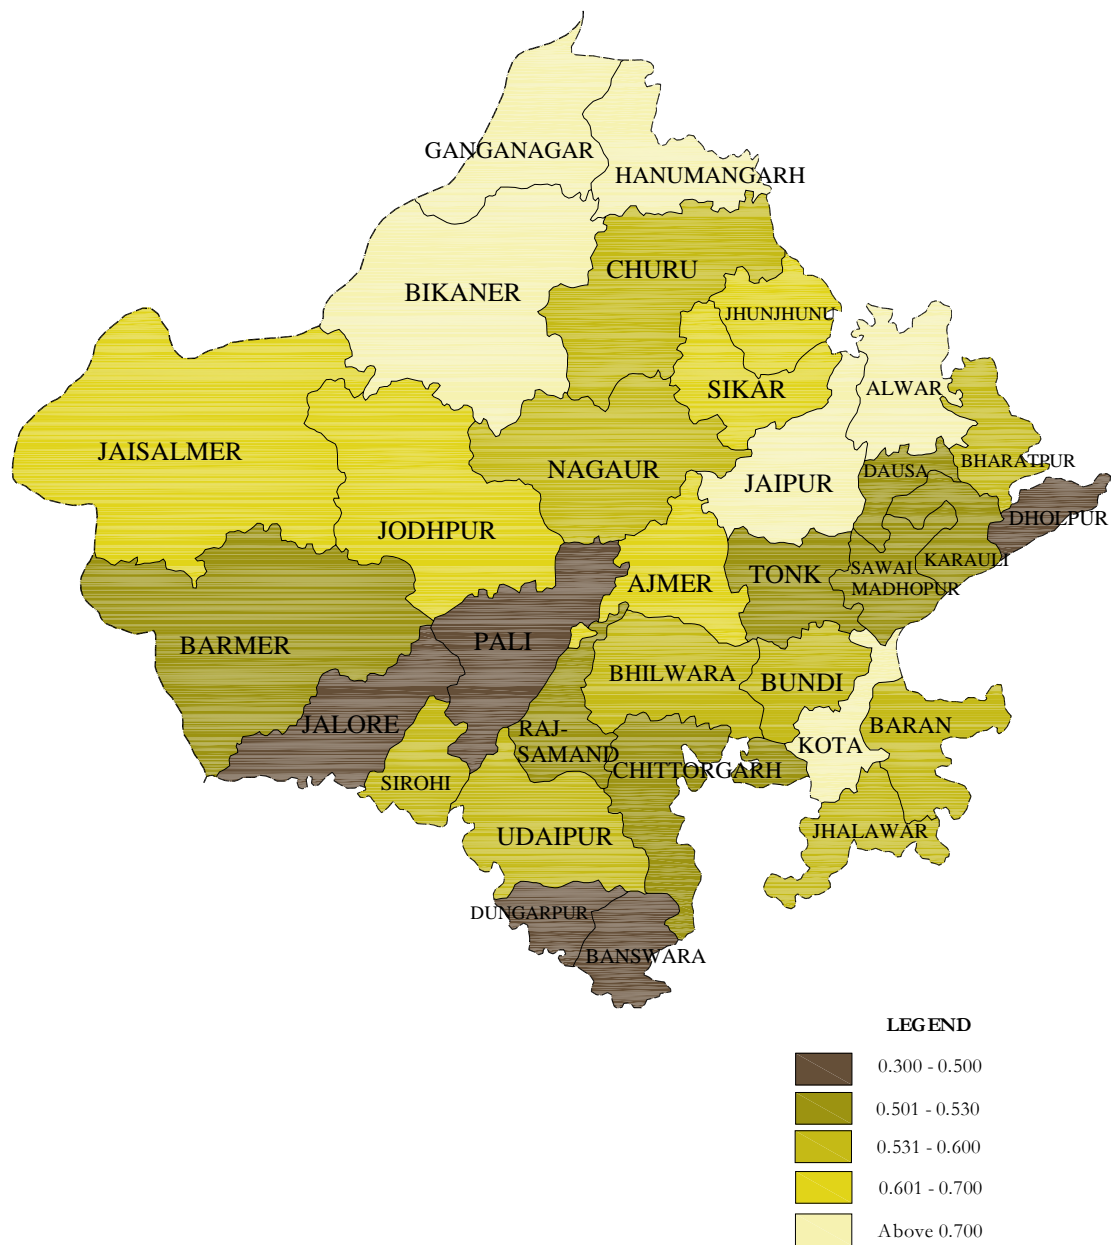 GANGANAGAR
HANUMANGARH
CHURU
BIKANER
JHUNJHUNU
SIKAR
ALWAR
JAISALMER
NAGAUR
DAUSA
BHARATPUR
JAIPUR
DHOLPUR
JODHPUR
KARAULI
SAWAI
MADHOPUR
TONK
AJMER
PALI
BARMER
BHILWARA
BUNDI
JALORE
RAJ-
SAMAND
BARAN
KOTA
CHITTORGARH
SIROHI
JHALAWAR
UDAIPUR
DUNGARPUR
BANSWARA
LEGEND
0.300 - 0.500
0.501 - 0.530
0.531 - 0.600
0.601 - 0.700
Above 0.700